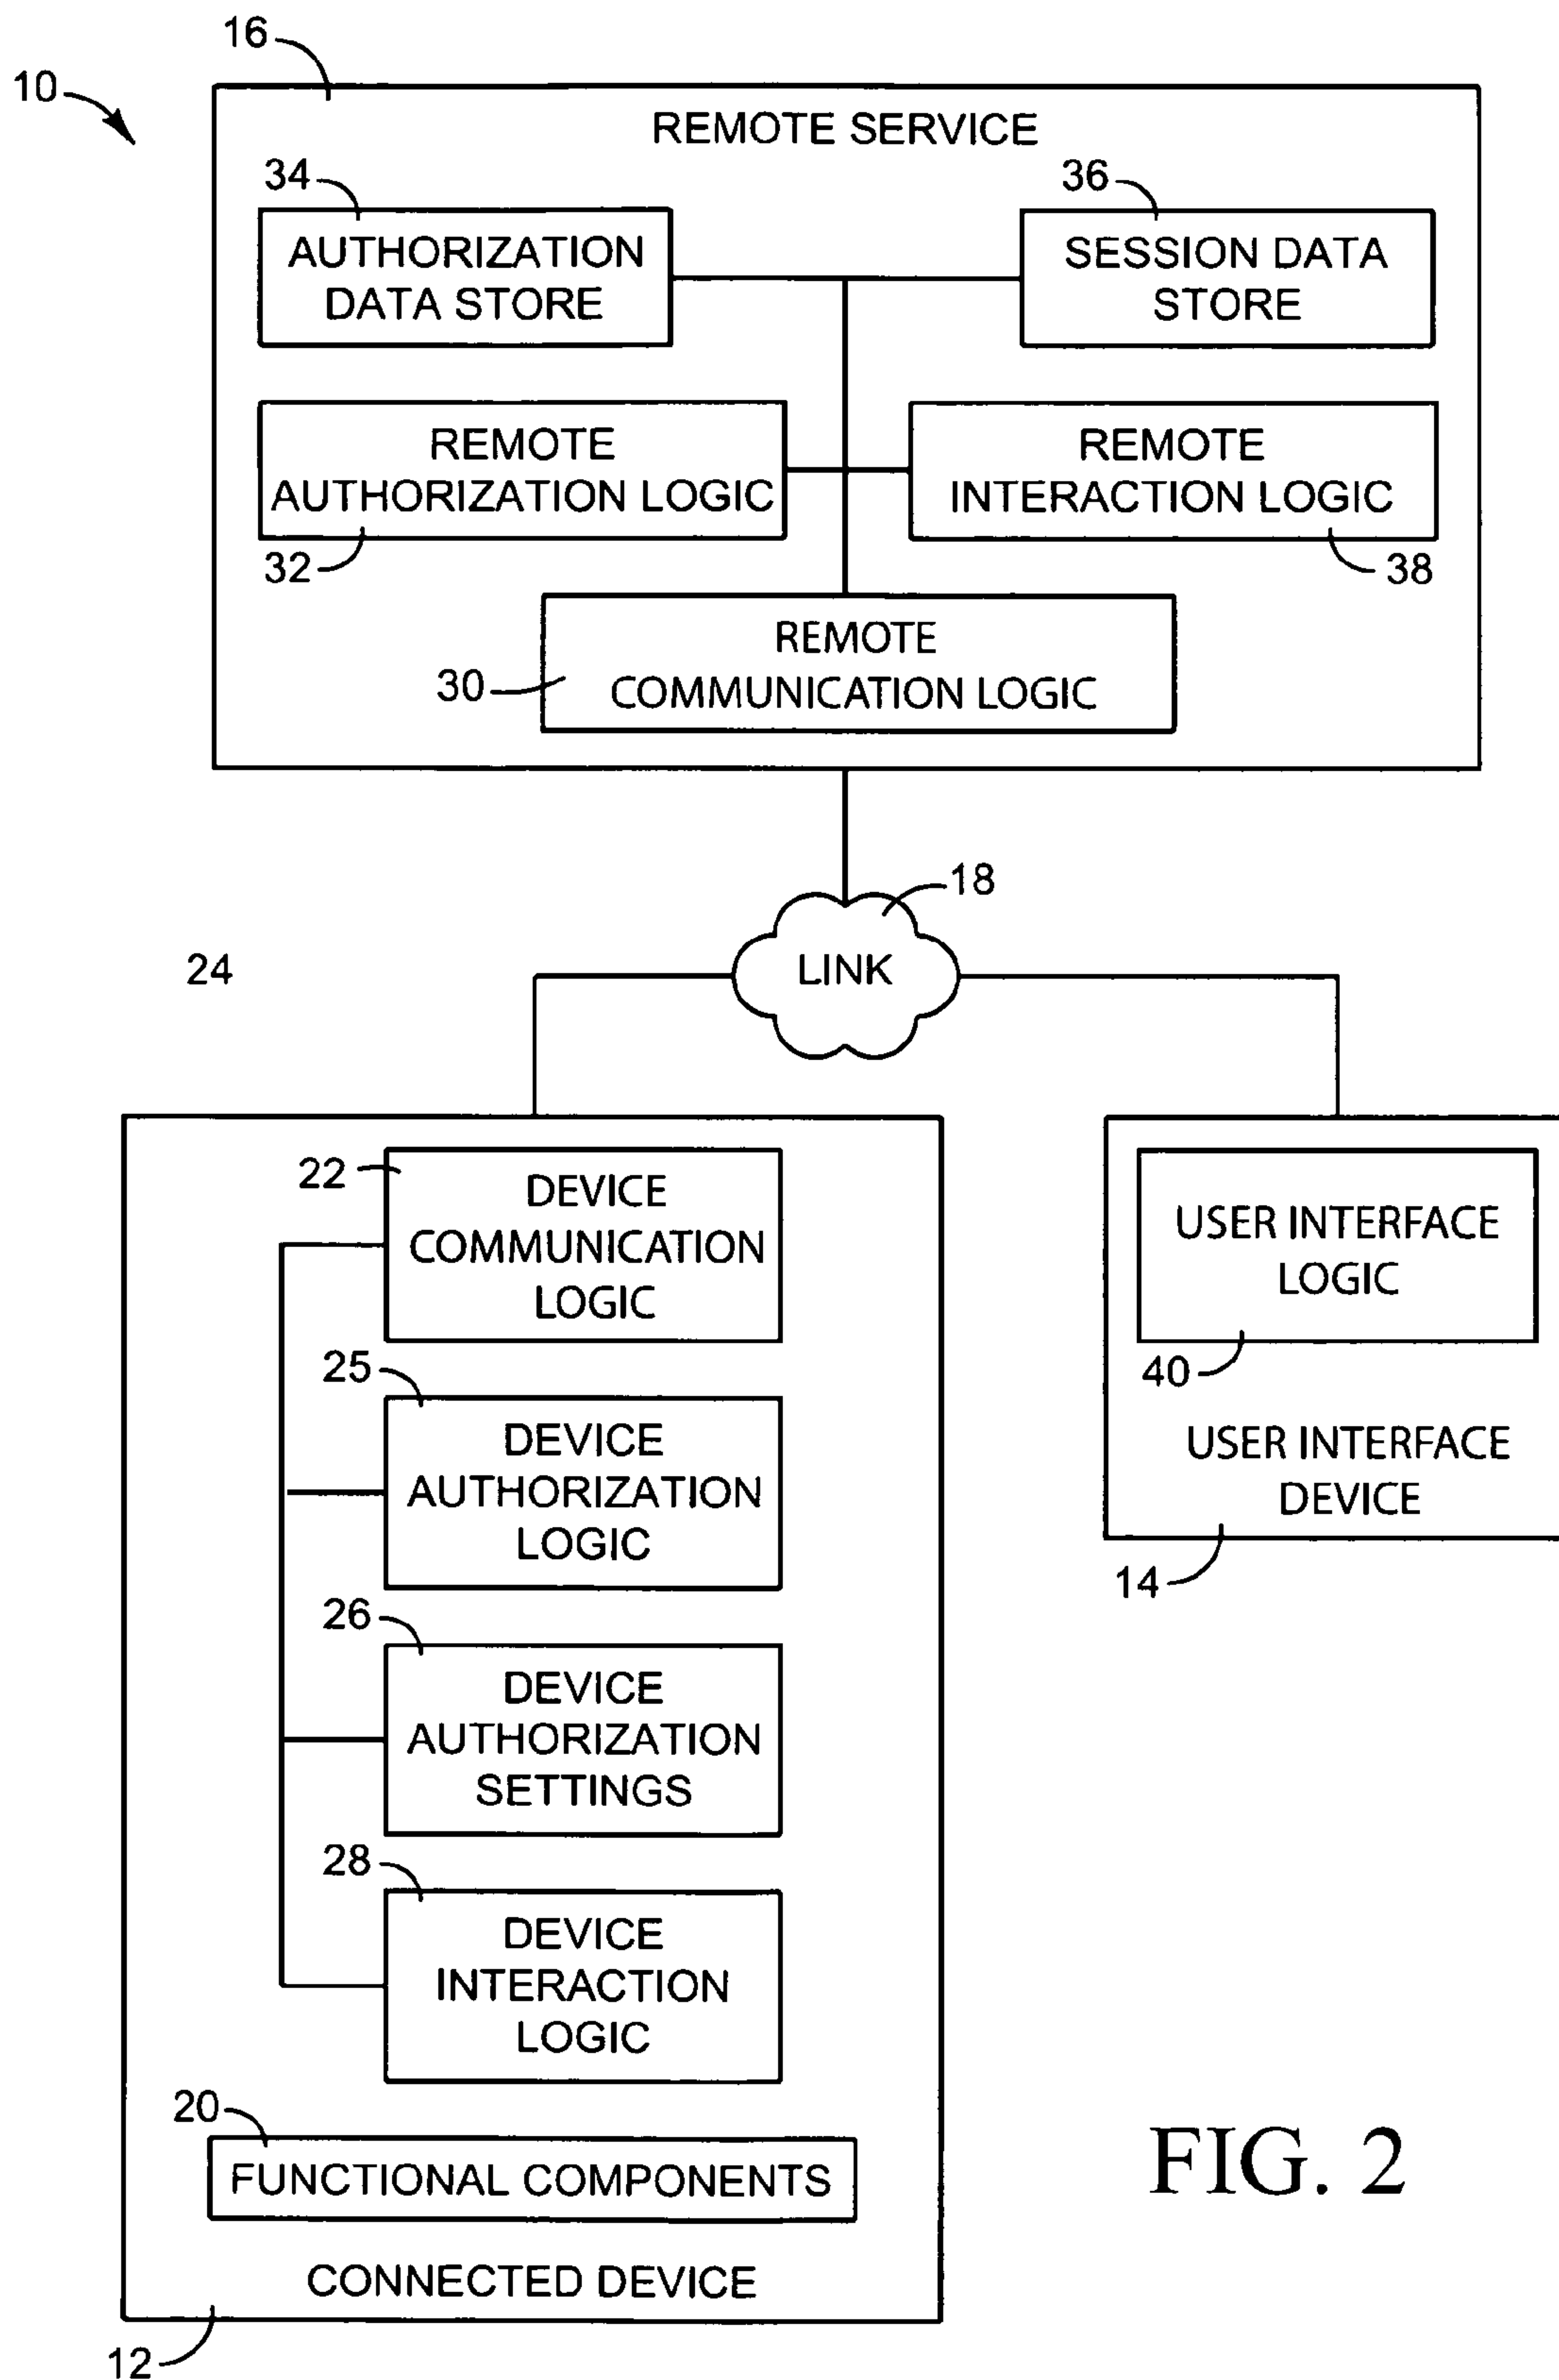 16
10
REMOTE SERVICE
34
36
AUTHORIZATION
DATA STORE
SESSION DATA
STORE
REMOTE
AUTHORIZATION LOGIC
REMOTE
INTERACTION LOGIC
32
38
REMOTE
COMMUNICATION LOGIC
30
18
LINK
24
22
DEVICE
COMMUNICATION
LOGIC
USER INTERFACE
LOGIC
40
USER INTERFACE
DEVICE
14
25
DEVICE
AUTHORIZATION
LOGIC
26
DEVICE
AUTHORIZATION
SETTINGS
28
DEVICE
INTERACTION
LOGIC
20
FUNCTIONAL COMPONENTS
CONNECTED DEVICE
12
FIG. 2